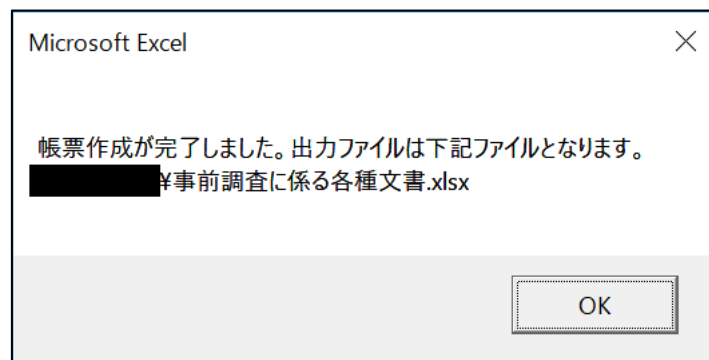 Microsoft Excel
帳票作成が完了しました。出力ファイルは下記ファイルとなります。
¥事前調査に係る各種文書.xlsx
OK